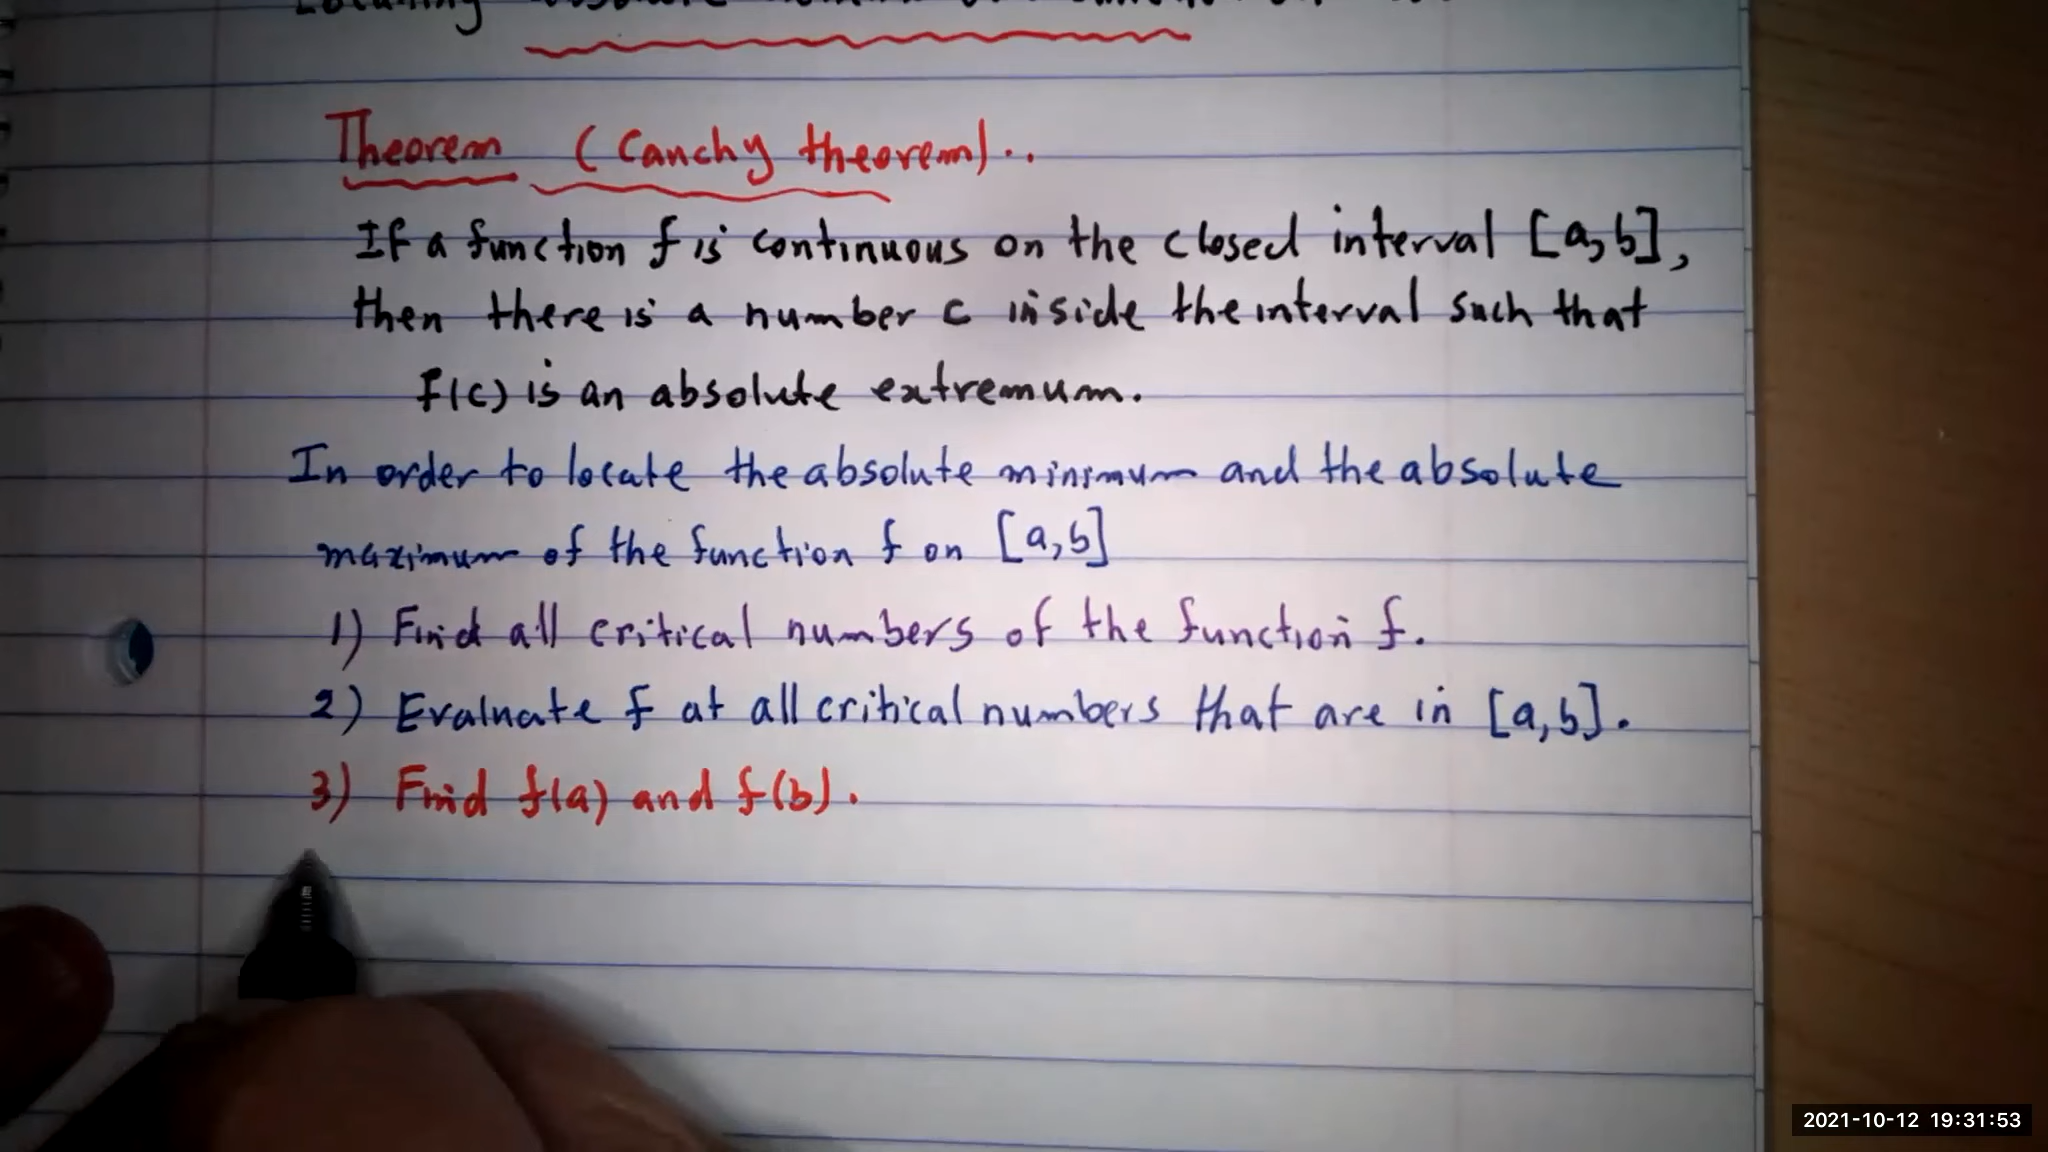 Theorem (Cauchy theorem)..
If a function f is continuous on the closed interval [a,b],
then there is a number c inside the interval such that
f(c) is an absolute extremum.
In order to locate the absolute minimum and the absolute
maximum of the function f on [a,b]
1) Find all critical numbers of the function f.
2) Evaluate f at all critical numbers that are in [a,b].
3) Find f(a) and f(b).
2021-10-12 19:31:53